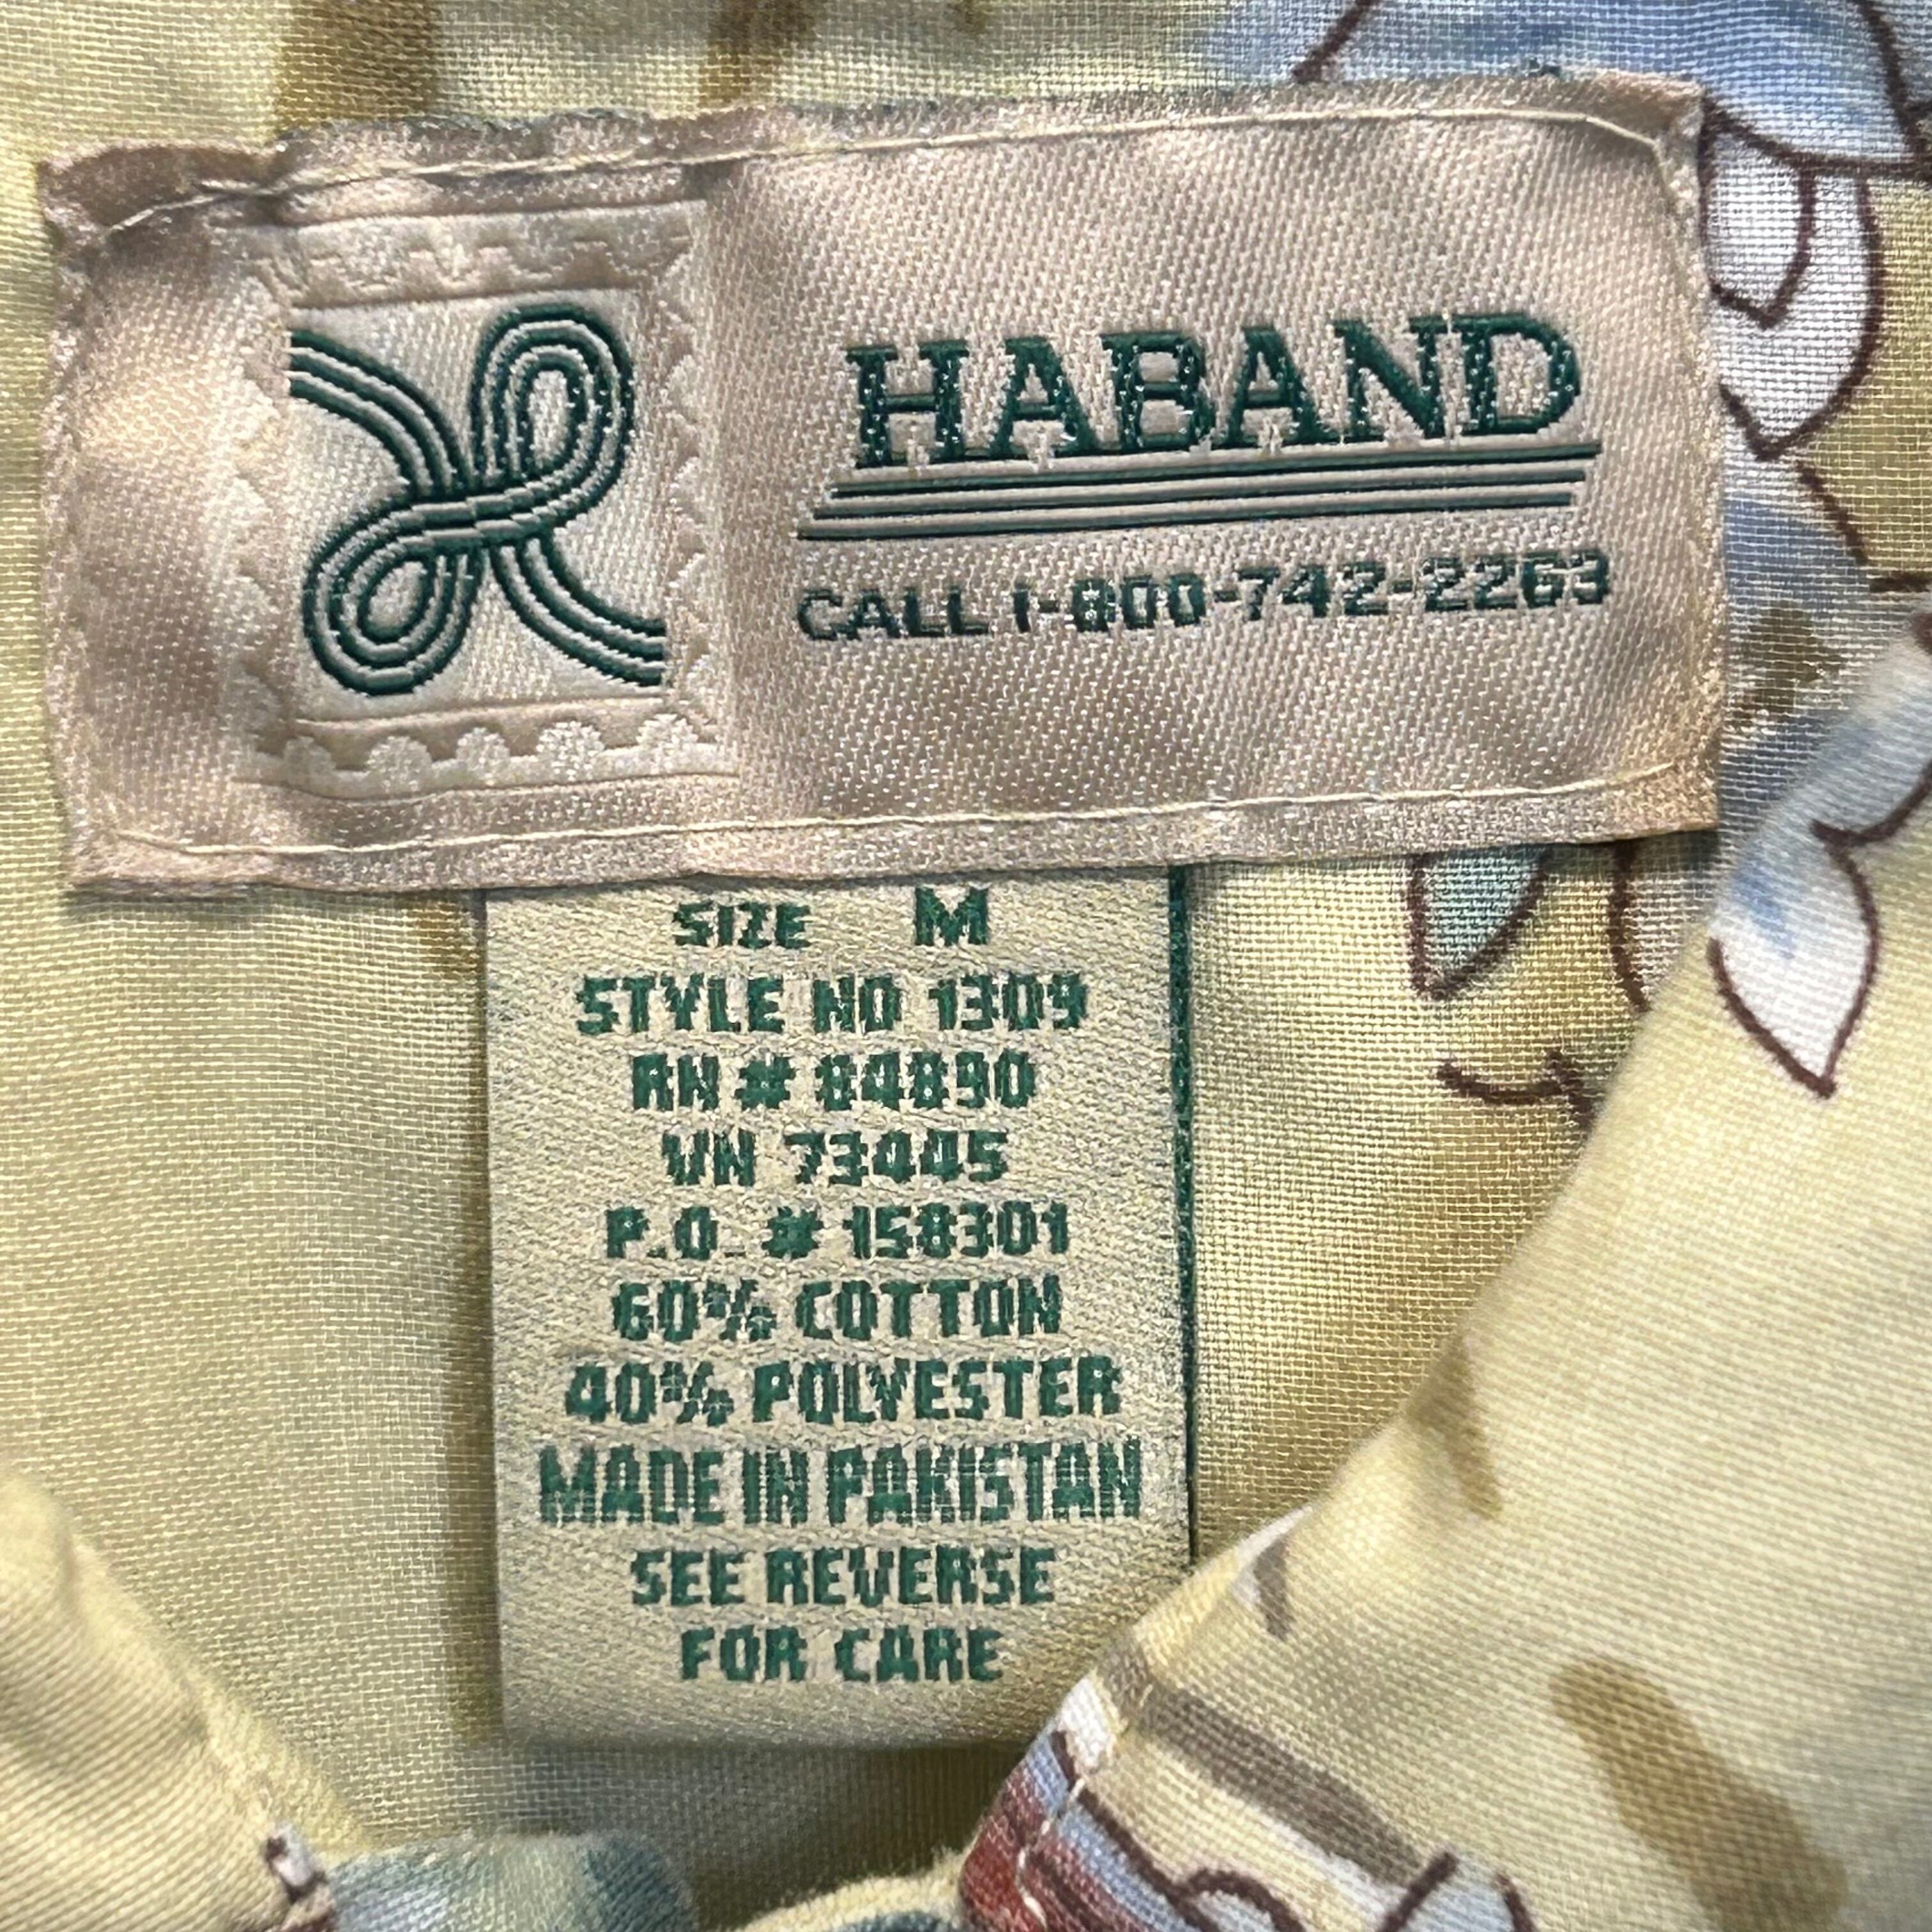 HABAND
CALL 1-800-742-2263
SIZE M
STYLE NO 1309
RN # 84890
VN 73445
P.O. # 158301
60% COTTON
40% POLYESTER
MADE IN PAKISTAN
SEE REVERSE
FOR CARE